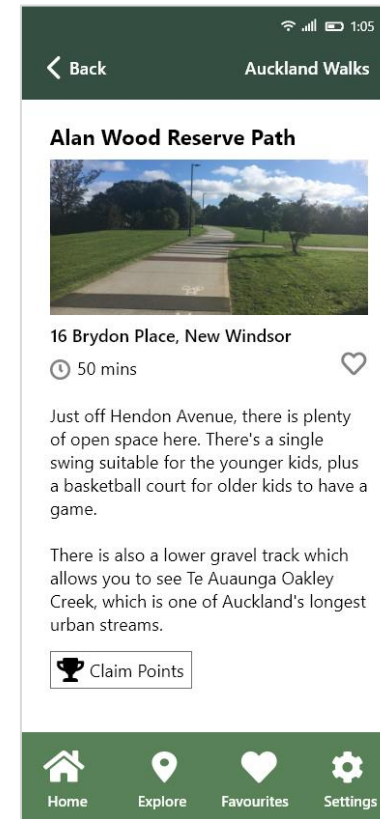 1:05
Back
Auckland Walks
Alan Wood Reserve Path
16 Brydon Place, New Windsor
50 mins
Just off Hendon Avenue, there is plenty
of open space here. There's a single
swing suitable for the younger kids, plus
a basketball court for older kids to have a
game.
There is also a lower gravel track which
allows you to see Te Auaunga Oakley
Creek, which is one of Auckland's longest
urban streams.
Claim Points
Home
Explore
Favourites
Settings